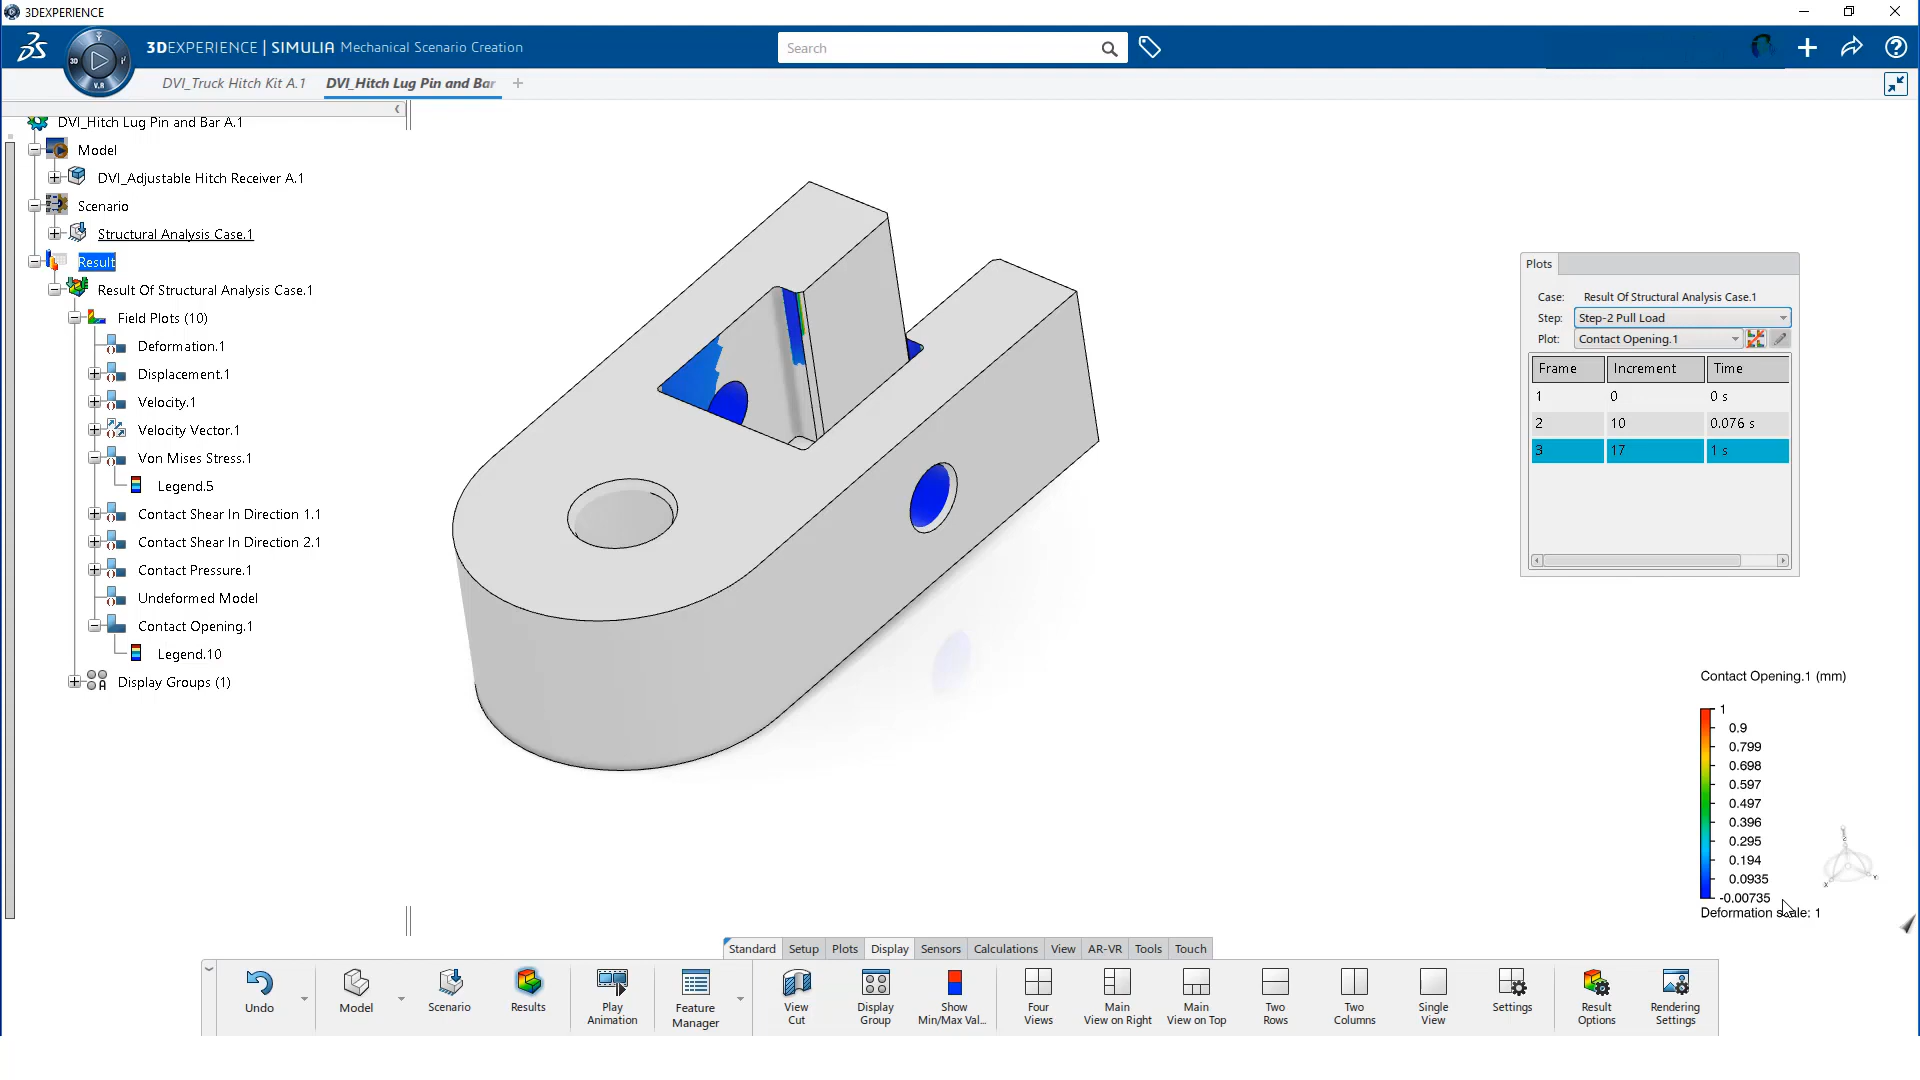 3DEXPERIENCE
3DEXPERIENCE | SIMULIA Mechanical Scenario Creation
Search
DVI_Truck Hitch Kit A.1
DVI_Hitch Lug Pin and Bar
DVI_Hitch Lug Pin and Bar A.1
Model
DVI_Adjustable Hitch Receiver A.1
Scenario
Structural Analysis Case.1
Result
Result Of Structural Analysis Case.1
Field Plots (10)
Deformation.1
Displacement.1
Velocity.1
Velocity Vector.1
Von Mises Stress.1
Legend.5
Contact Shear In Direction 1.1
Contact Shear In Direction 2.1
Contact Pressure.1
Undeformed Model
Contact Opening.1
Legend.10
Display Groups (1)
Plots
Case: Result Of Structural Analysis Case.1
Step: Step-2 Pull Load
Plot: Contact Opening.1
Frame Increment Time
1 0 0 s
2 10 0.076 s
3 17 1 s
Contact Opening.1 (mm)
1
0.9
0.799
0.698
0.597
0.497
0.396
0.295
0.194
0.0935
-0.00735
Deformation scale: 1
Standard Setup Plots Display Sensors Calculations View AR-VR Tools Touch
Undo
Model
Scenario
Results
Play
Animation
Feature
Manager
View
Cut
Display
Group
Show
Min/Max Val...
Four
Views
Main
View on Right
Main
View on Top
Two
Rows
Two
Columns
Single
View
Settings
Result
Options
Rendering
Settings